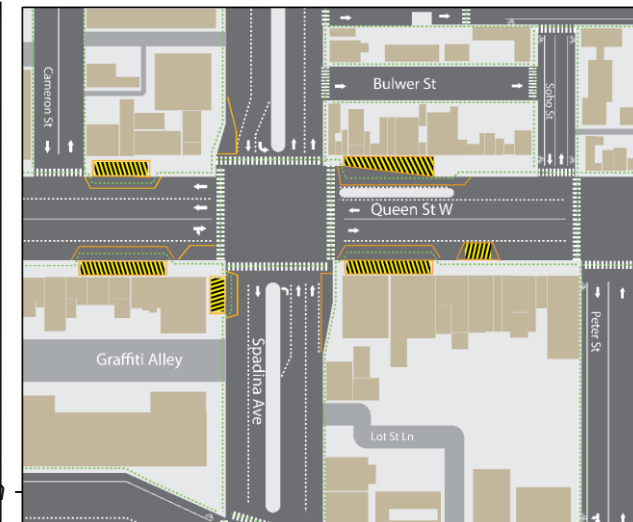 Cameron St
Bulwer St
Soho St
Queen St W
Graffiti Alley
Spadina Ave
Peter St
Lot St Ln